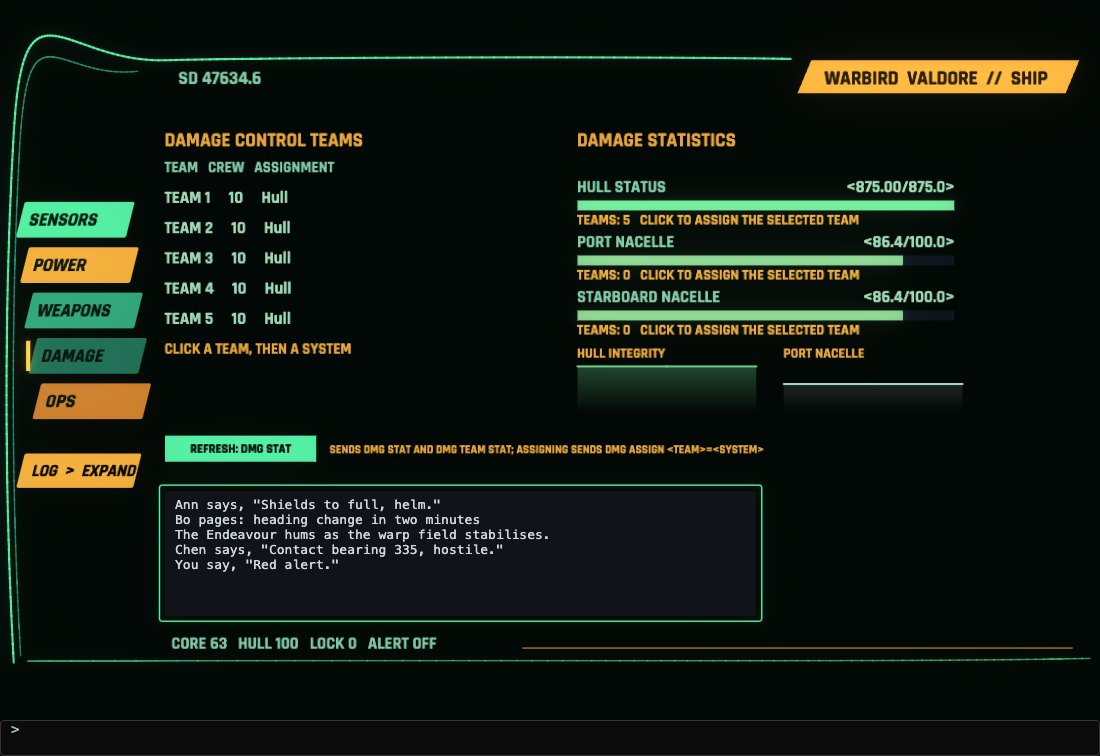 SD 47634.6
WARBIRD VALDORE // SHIP
DAMAGE CONTROL TEAMS
TEAM CREW ASSIGNMENT
TEAM 1 10 Hull
TEAM 2 10 Hull
TEAM 3 10 Hull
TEAM 4 10 Hull
TEAM 5 10 Hull
CLICK A TEAM, THEN A SYSTEM
DAMAGE STATISTICS
HULL STATUS <875.00/875.0>
TEAMS: 5 CLICK TO ASSIGN THE SELECTED TEAM
PORT NACELLE <86.4/100.0>
TEAMS: 0 CLICK TO ASSIGN THE SELECTED TEAM
STARBOARD NACELLE <86.4/100.0>
TEAMS: 0 CLICK TO ASSIGN THE SELECTED TEAM
HULL INTEGRITY
PORT NACELLE
SENSORS
POWER
WEAPONS
DAMAGE
OPS
LOG > EXPAND
REFRESH: DMG STAT
SENDS DMG STAT AND DMG TEAM STAT; ASSIGNING SENDS DMG ASSIGN <TEAM>=<SYSTEM>
Ann says, "Shields to full, helm."
Bo pages: heading change in two minutes
The Endeavour hums as the warp field stabilises.
Chen says, "Contact bearing 335, hostile."
You say, "Red alert."
CORE 63 HULL 100 LOCK 0 ALERT OFF
>